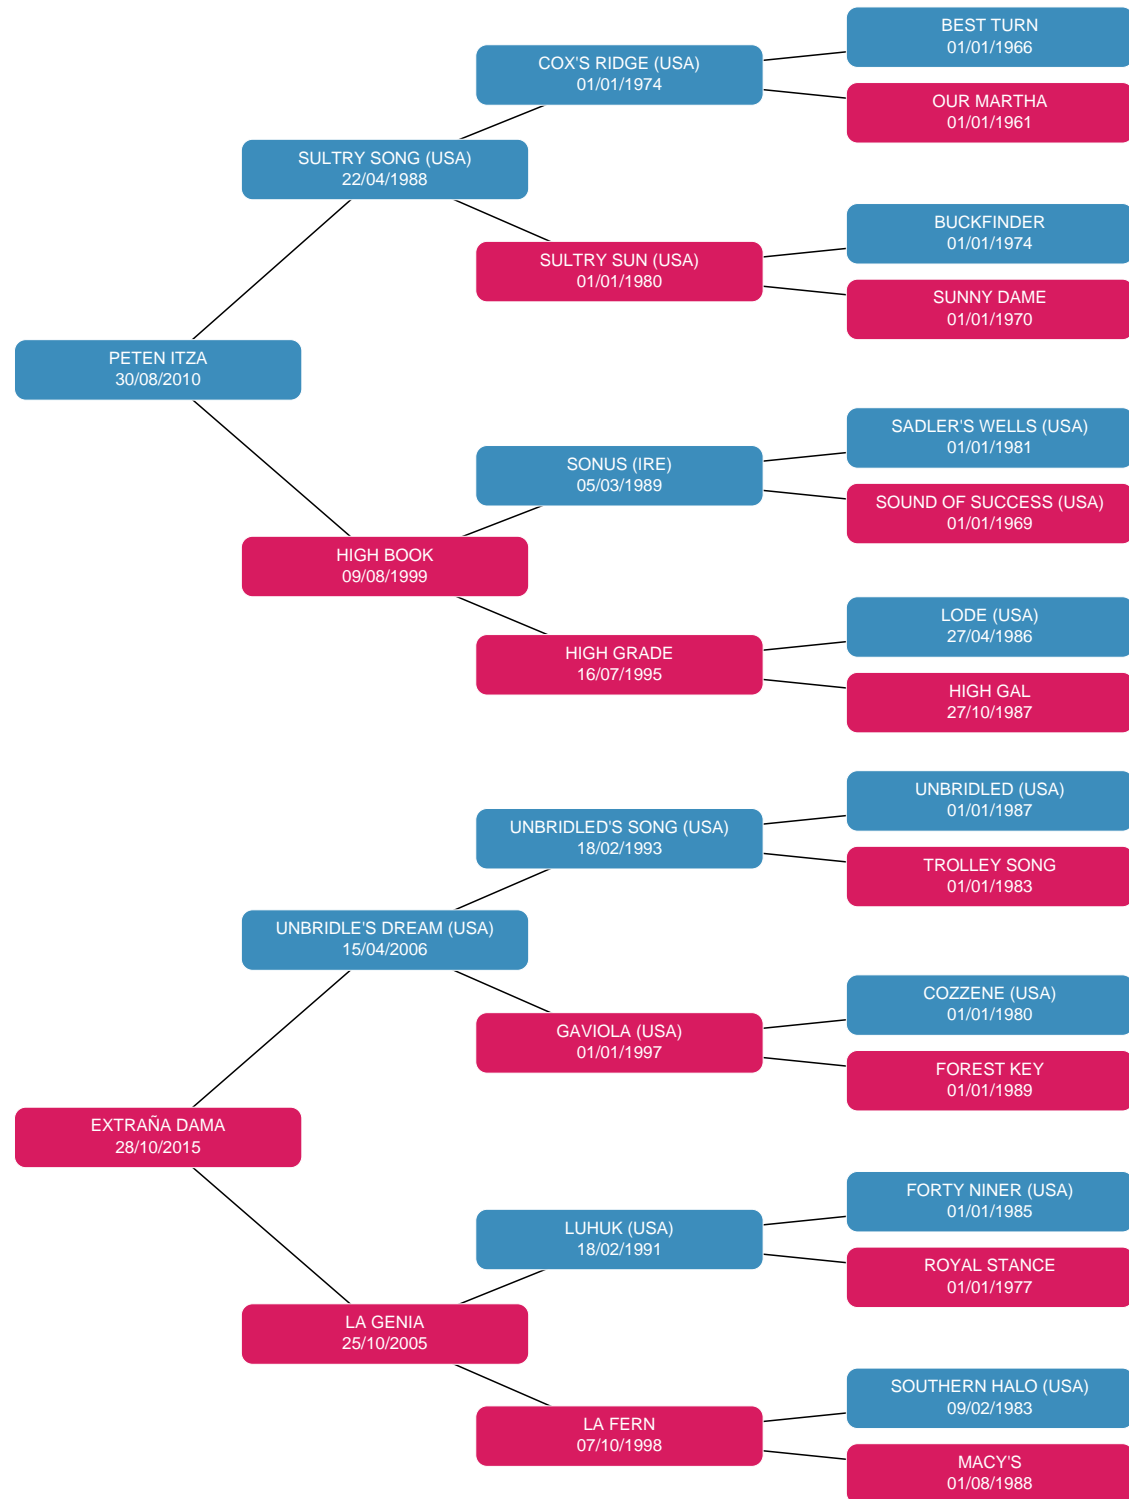 BEST TURN
01/01/1966
COX'S RIDGE (USA)
01/01/1974
OUR MARTHA
01/01/1961
SULTRY SONG (USA)
22/04/1988
BUCKFINDER
01/01/1974
SULTRY SUN (USA)
01/01/1980
SUNNY DAME
01/01/1970
PETEN ITZA
30/08/2010
SADLER'S WELLS (USA)
01/01/1981
SONUS (IRE)
05/03/1989
SOUND OF SUCCESS (USA)
01/01/1969
HIGH BOOK
09/08/1999
LODE (USA)
27/04/1986
HIGH GRADE
16/07/1995
HIGH GAL
27/10/1987
UNBRIDLED (USA)
01/01/1987
UNBRIDLED'S SONG (USA)
18/02/1993
TROLLEY SONG
01/01/1983
UNBRIDLE'S DREAM (USA)
15/04/2006
COZZENE (USA)
01/01/1980
GAVIOLA (USA)
01/01/1997
FOREST KEY
01/01/1989
EXTRAÑA DAMA
28/10/2015
FORTY NINER (USA)
01/01/1985
LUHUK (USA)
18/02/1991
ROYAL STANCE
01/01/1977
LA GENIA
25/10/2005
SOUTHERN HALO (USA)
09/02/1983
LA FERN
07/10/1998
MACY'S
01/08/1988